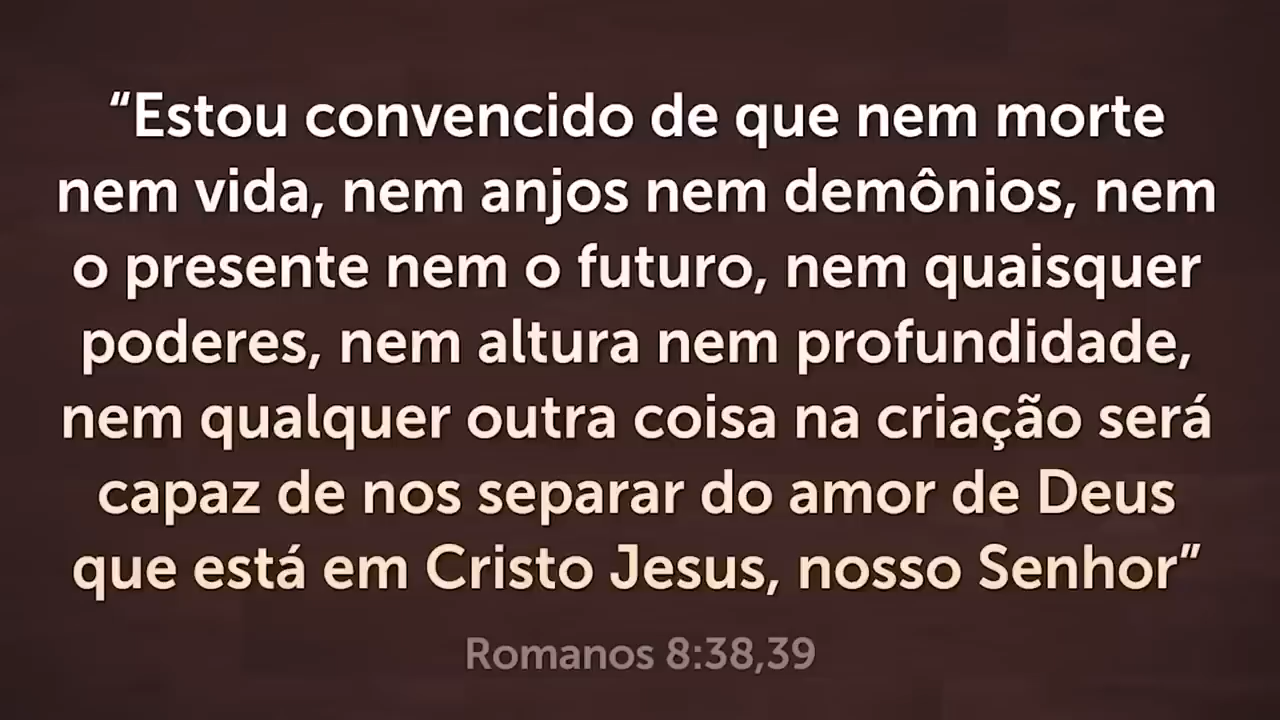 “Estou convencido de que nem morte
nem vida, nem anjos nem demônios, nem
o presente nem o futuro, nem quaisquer
poderes, nem altura nem profundidade,
nem qualquer outra coisa na criação será
capaz de nos separar do amor de Deus
que está em Cristo Jesus, nosso Senhor”
Romanos 8:38,39